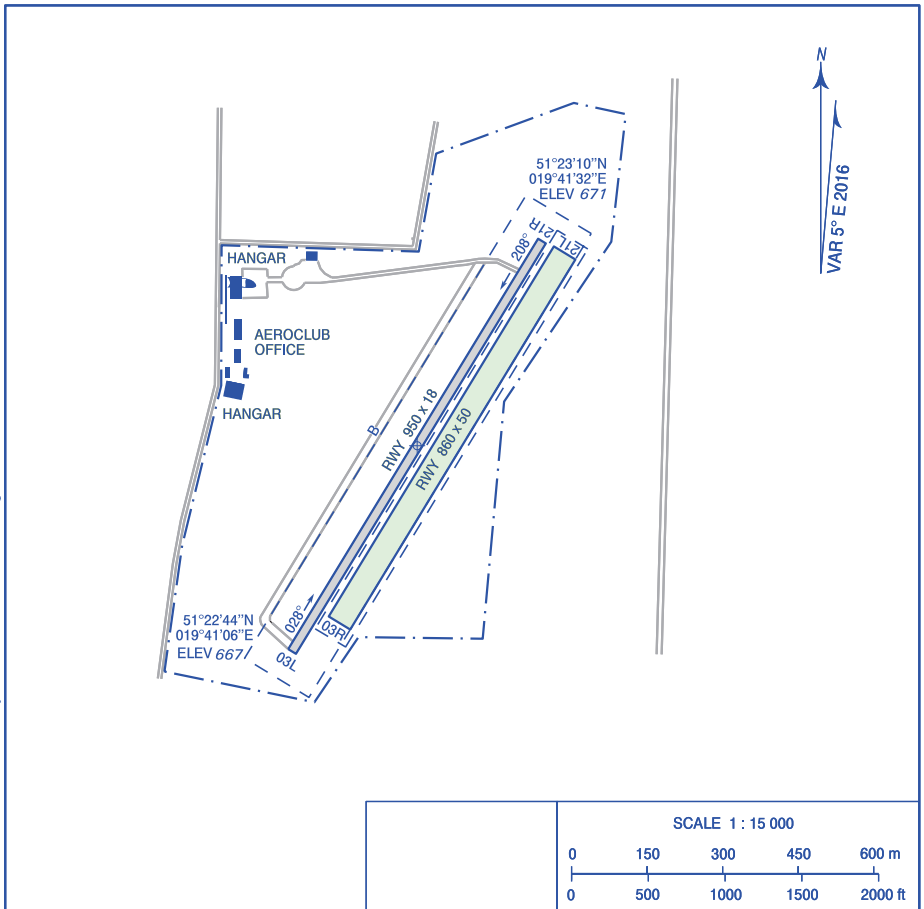 N
VAR 5° E 2016
51°23'10"N
019°41'32"E
ELEV 671
21R
21L
208°
HANGAR
AEROCLUB
OFFICE
HANGAR
RWY 950 x 18
RWY 860 x 50
B
028°
51°22'44"N
019°41'06"E
ELEV 667
03R
03L
SCALE 1 : 15 000
0 150 300 450 600 m
0 500 1000 1500 2000 ft